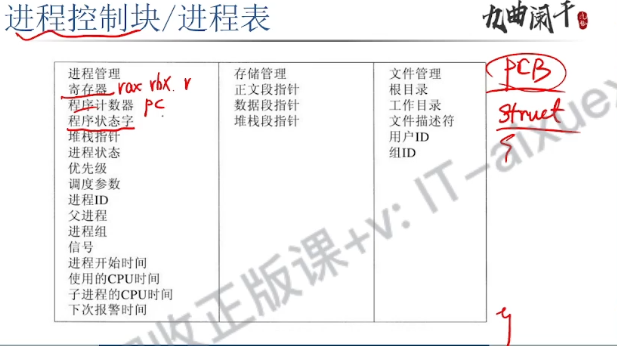 进程控制块/进程表
九曲阑干
进程管理
寄存器 rax rbx. r
程序计数器 PC
程序状态字
堆栈指针
进程状态
优先级
调度参数
进程ID
父进程
进程组
信号
进程开始时间
使用的CPU时间
子进程的CPU时间
下次报警时间
存储管理
正文段指针
数据段指针
堆栈段指针
文件管理
根目录
工作目录
文件描述符
用户ID
组ID
PCB
struct
{
}
收正版课+v: IT-aixuex